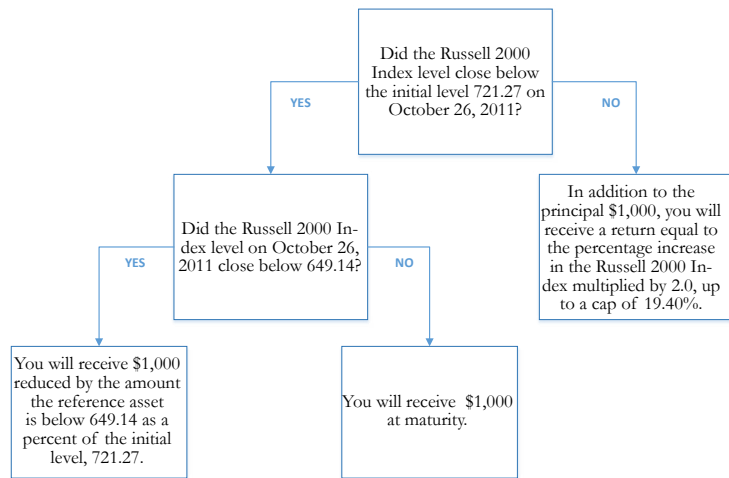 Did the Russell 2000
Index level close below
the initial level 721.27 on
October 26, 2011?
YES
NO
Did the Russell 2000 In-
dex level on October 26,
2011 close below 649.14?
In addition to the
principal $1,000, you will
receive a return equal to
the percentage increase
in the Russell 2000 In-
dex multiplied by 2.0, up
to a cap of 19.40%.
YES
NO
You will receive $1,000
reduced by the amount
the reference asset
is below 649.14 as a
percent of the initial
level, 721.27.
You will receive $1,000
at maturity.